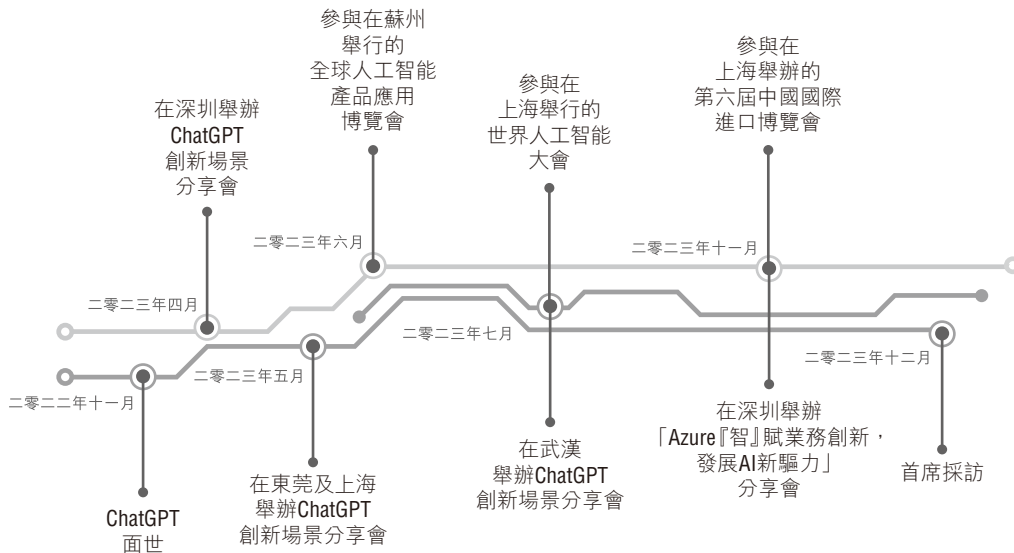 參與在蘇州
舉行的
全球人工智能
產品應用
博覽會
參與在
上海舉辦的
第六屆中國國際
進口博覽會
參與在
上海舉行的
世界人工智能
大會
在深圳舉辦
ChatGPT
創新場景
分享會
二零二三年六月
二零二三年十一月
二零二三年四月
二零二三年七月
二零二三年十二月
二零二三年五月
二零二二年十一月
在深圳舉辦
「Azure『智』賦業務創新，
發展AI新驅力」
分享會
在武漢
舉辦ChatGPT
創新場景分享會
首席採訪
在東莞及上海
舉辦ChatGPT
創新場景分享會
ChatGPT
面世